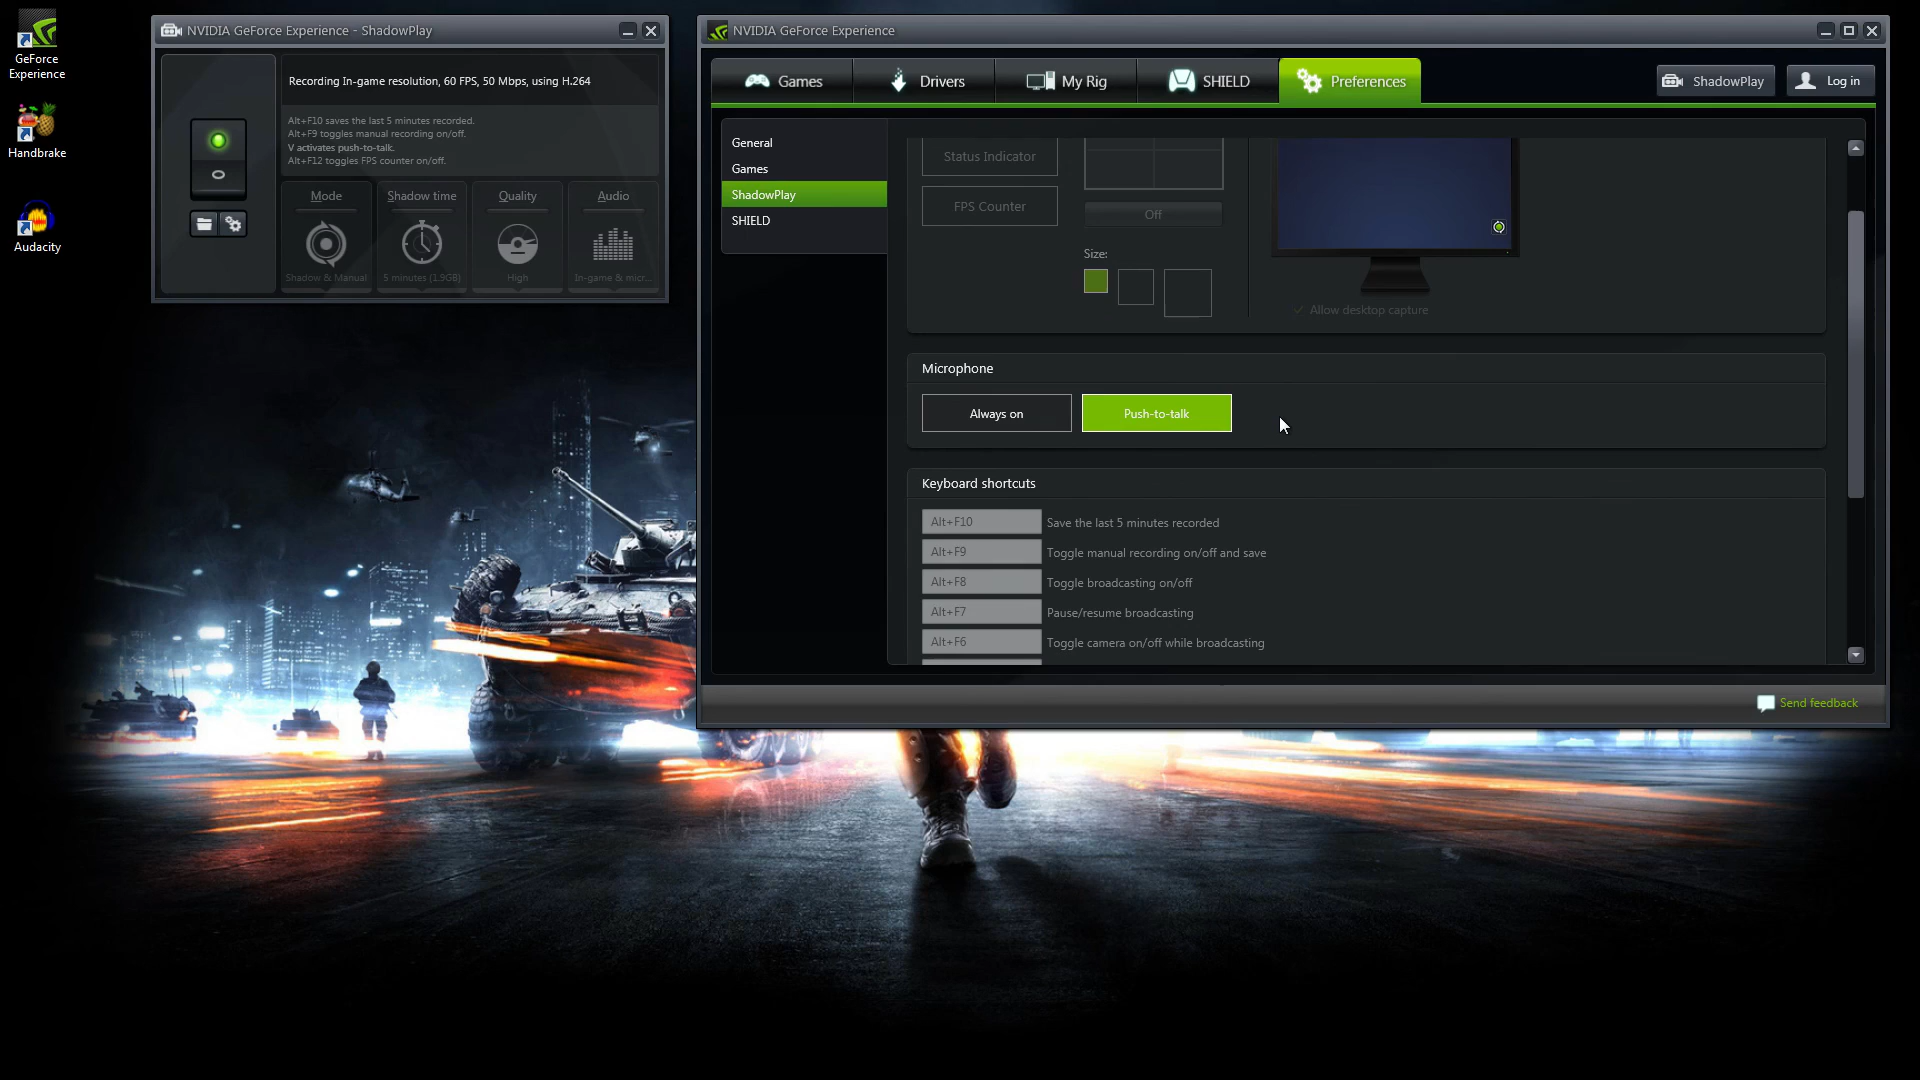 GeForce
Experience
Handbrake
Audacity
NVIDIA GeForce Experience - ShadowPlay
Recording In-game resolution, 60 FPS, 50 Mbps, using H.264
Alt+F10 saves the last 5 minutes recorded.
Alt+F9 toggles manual recording on/off.
V activates push-to-talk.
Alt+F12 toggles FPS counter on/off.
Mode
Shadow time
Quality
Audio
Shadow & Manual
5 minutes (1.9GB)
High
In-game & micr...
NVIDIA GeForce Experience
Games
Drivers
My Rig
SHIELD
Preferences
ShadowPlay
Log in
General
Games
ShadowPlay
SHIELD
Status Indicator
FPS Counter
Off
Size:
Allow desktop capture
Microphone
Always on
Push-to-talk
Keyboard shortcuts
Alt+F10 Save the last 5 minutes recorded
Alt+F9 Toggle manual recording on/off and save
Alt+F8 Toggle broadcasting on/off
Alt+F7 Pause/resume broadcasting
Alt+F6 Toggle camera on/off while broadcasting
Send feedback